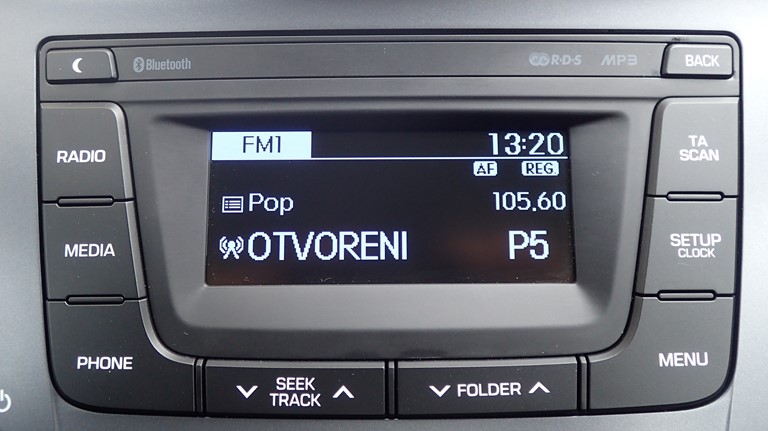 Bluetooth
R·D·S
MP3
BACK
RADIO
FM1
13:20
TA
SCAN
AF
REG.
Pop
105.60
MEDIA
OTVORENI
P5
SETUP
CLOCK
PHONE
MENU
SEEK
TRACK
FOLDER